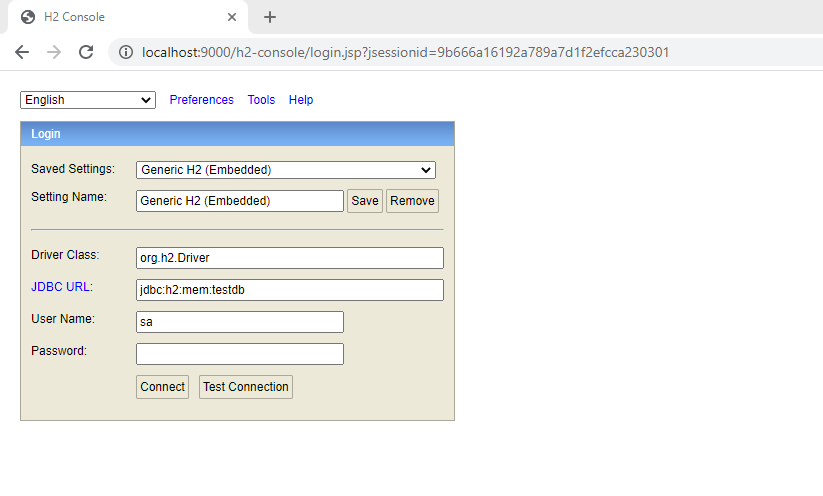 H2 Console
localhost:9000/h2-console/login.jsp?jsessionid=9b666a16192a789a7d1f2efcca230301
English Preferences Tools Help
Login
Saved Settings: Generic H2 (Embedded)
Setting Name: Generic H2 (Embedded) Save Remove
Driver Class: org.h2.Driver
JDBC URL: jdbc:h2:mem:testdb
User Name: sa
Password:
Connect Test Connection